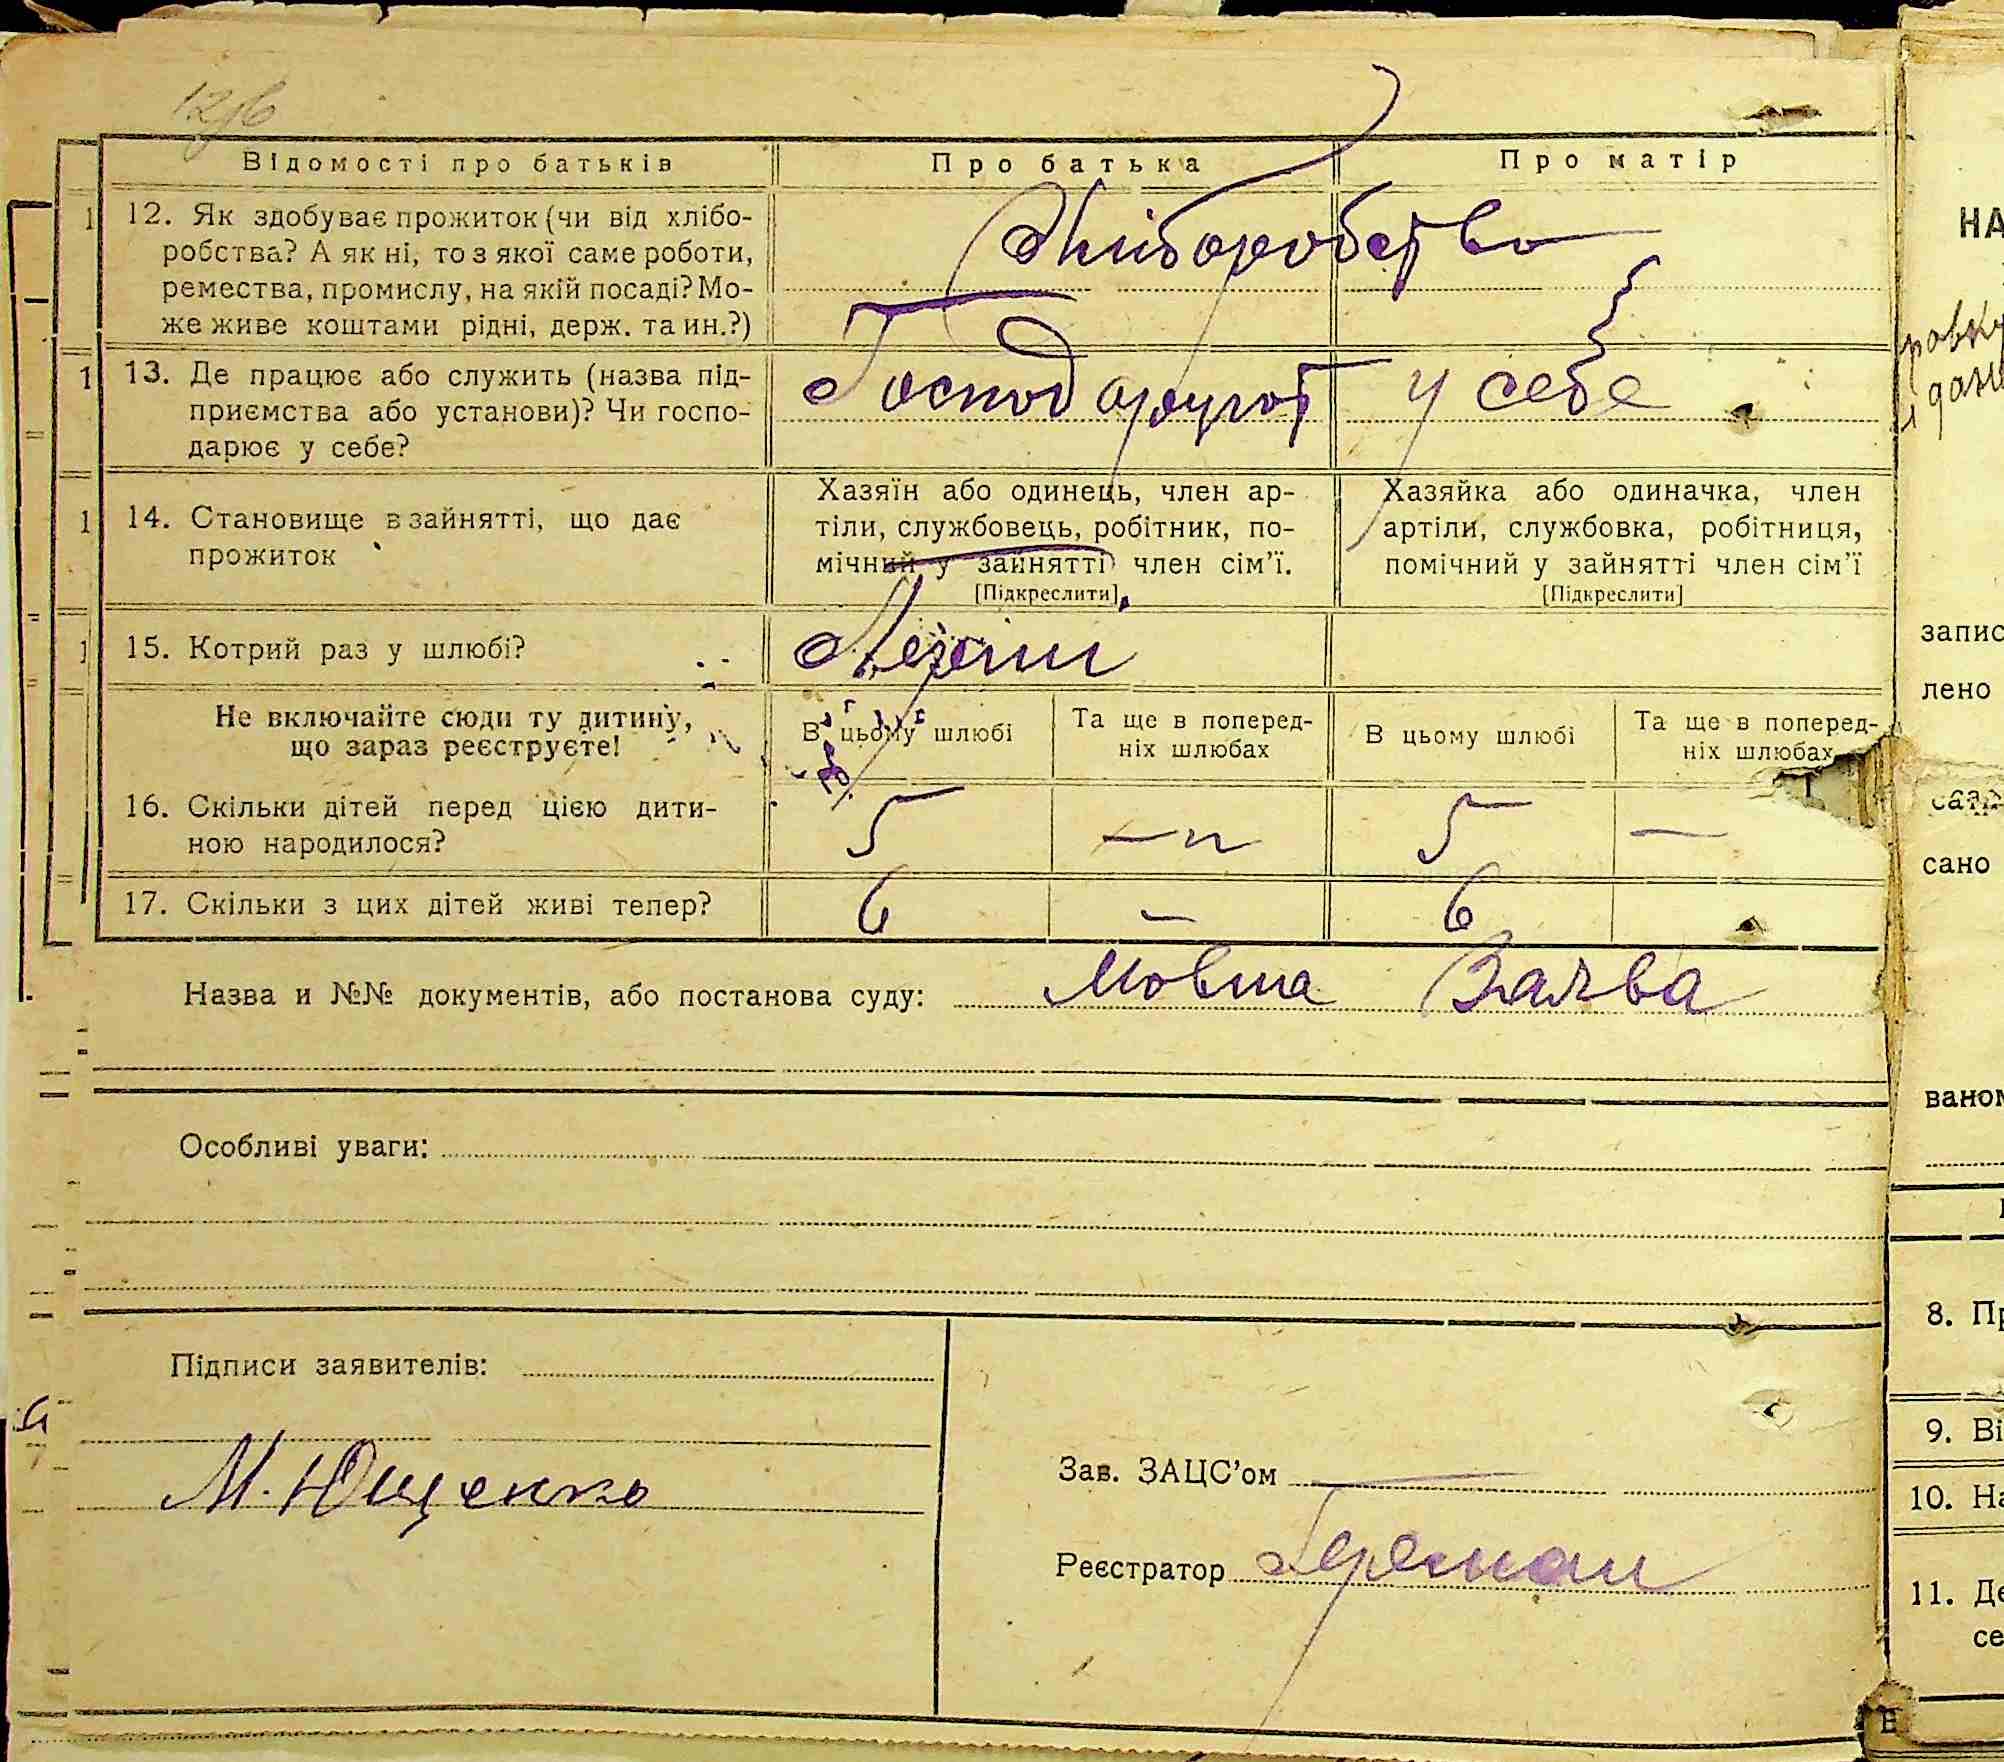 Відомості про батьків
Про батька
Про матір
12. Як здобуває прожиток (чи від хлібо-
робства? А як ні, то з якої саме роботи,
ремества, промислу, на якій посаді? Мо-
же живе коштами рідні, держ. та ин.?)
Хліборобство
13. Де працює або служить (назва під-
приємства або установи)? Чи госпо-
дарює у себе?
Господарюют у себе
14. Становище в зайнятті, що дає
прожиток
Хазяїн або одинець, член ар-
тіли, службовець, робітник, по-
мічний у зайнятті член сім'ї.
[Підкреслити]
Хазяйка або одиначка, член
артіли, службовка, робітниця,
помічний у зайнятті член сім'ї
[Підкреслити]
15. Котрий раз у шлюбі?
Не включайте сюди ту дитину,
що зараз реєструєте!
В цьому шлюбі
Та ще в поперед-
ніх шлюбах
В цьому шлюбі
Та ще в поперед-
ніх шлюбах
16. Скільки дітей перед цією дити-
ною народилося?
5 — 5 —
17. Скільки з цих дітей живі тепер?
6 — 6
Назва и №№ документів, або постанова суду:
Особливі уваги:
Підписи заявителів:
М. Ющенко
Зав. ЗАЦС'ом
Реєстратор
НА
запис
лено
сано
8. Пр
9. Ві
10. На
11. Де
се